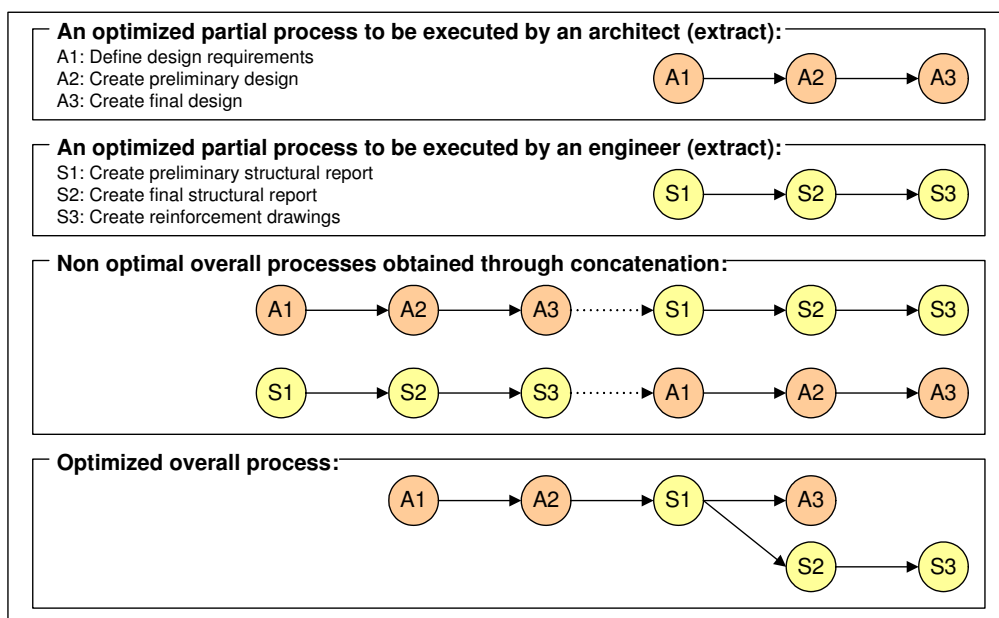 An optimized partial process to be executed by an architect (extract):
A1: Define design requirements
A2: Create preliminary design
A3: Create final design
A1 A2 A3
An optimized partial process to be executed by an engineer (extract):
S1: Create preliminary structural report
S2: Create final structural report
S3: Create reinforcement drawings
S1 S2 S3
Non optimal overall processes obtained through concatenation:
A1 A2 A3 S1 S2 S3
S1 S2 S3 A1 A2 A3
Optimized overall process:
A1 A2 S1 A3
S2 S3